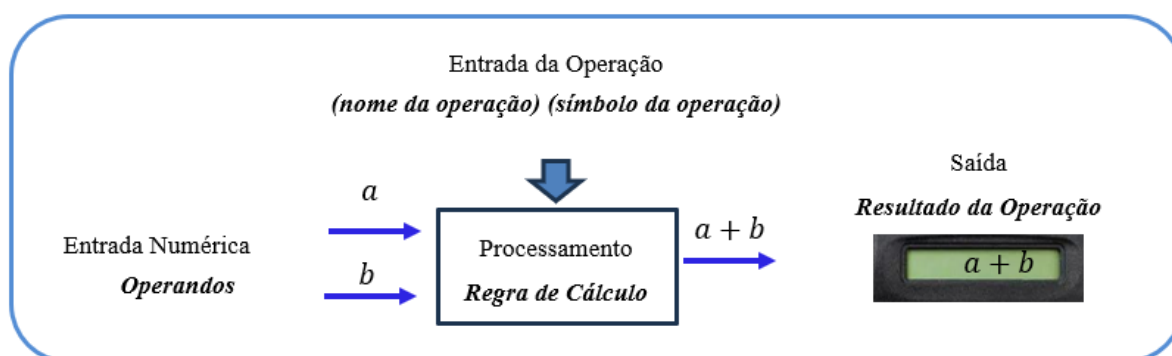 Entrada da Operação
(nome da operação) (símbolo da operação)
Saída
Resultado da Operação
a
a + b
a + b
Entrada Numérica
Operandos
b
Processamento
Regra de Cálculo